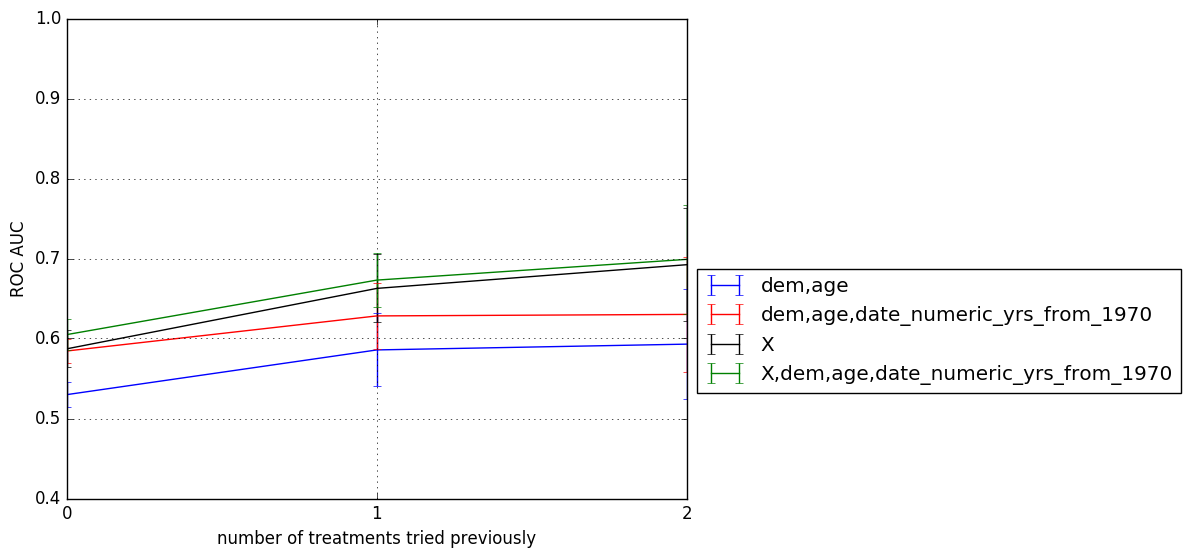 1.0
0.9
0.8
0.7
0.6
0.5
0.4
ROC AUC
0 1 2
number of treatments tried previously
dem,age
dem,age,date_numeric_yrs_from_1970
X
X,dem,age,date_numeric_yrs_from_1970